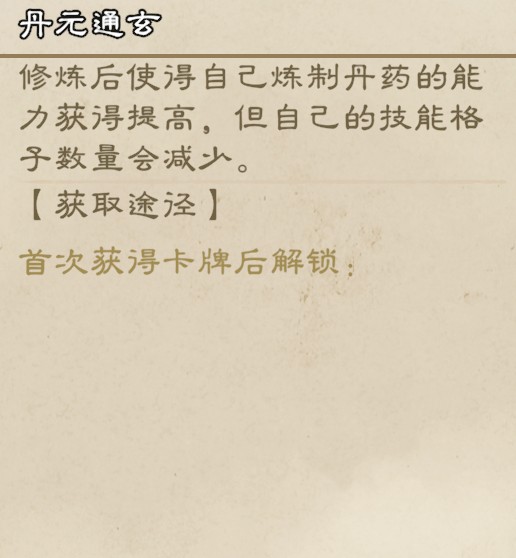 丹元通玄
修炼后使得自己炼制丹药的能
力获得提高，但自己的技能格
子数量会减少。
【获取途径】
首次获得卡牌后解锁；